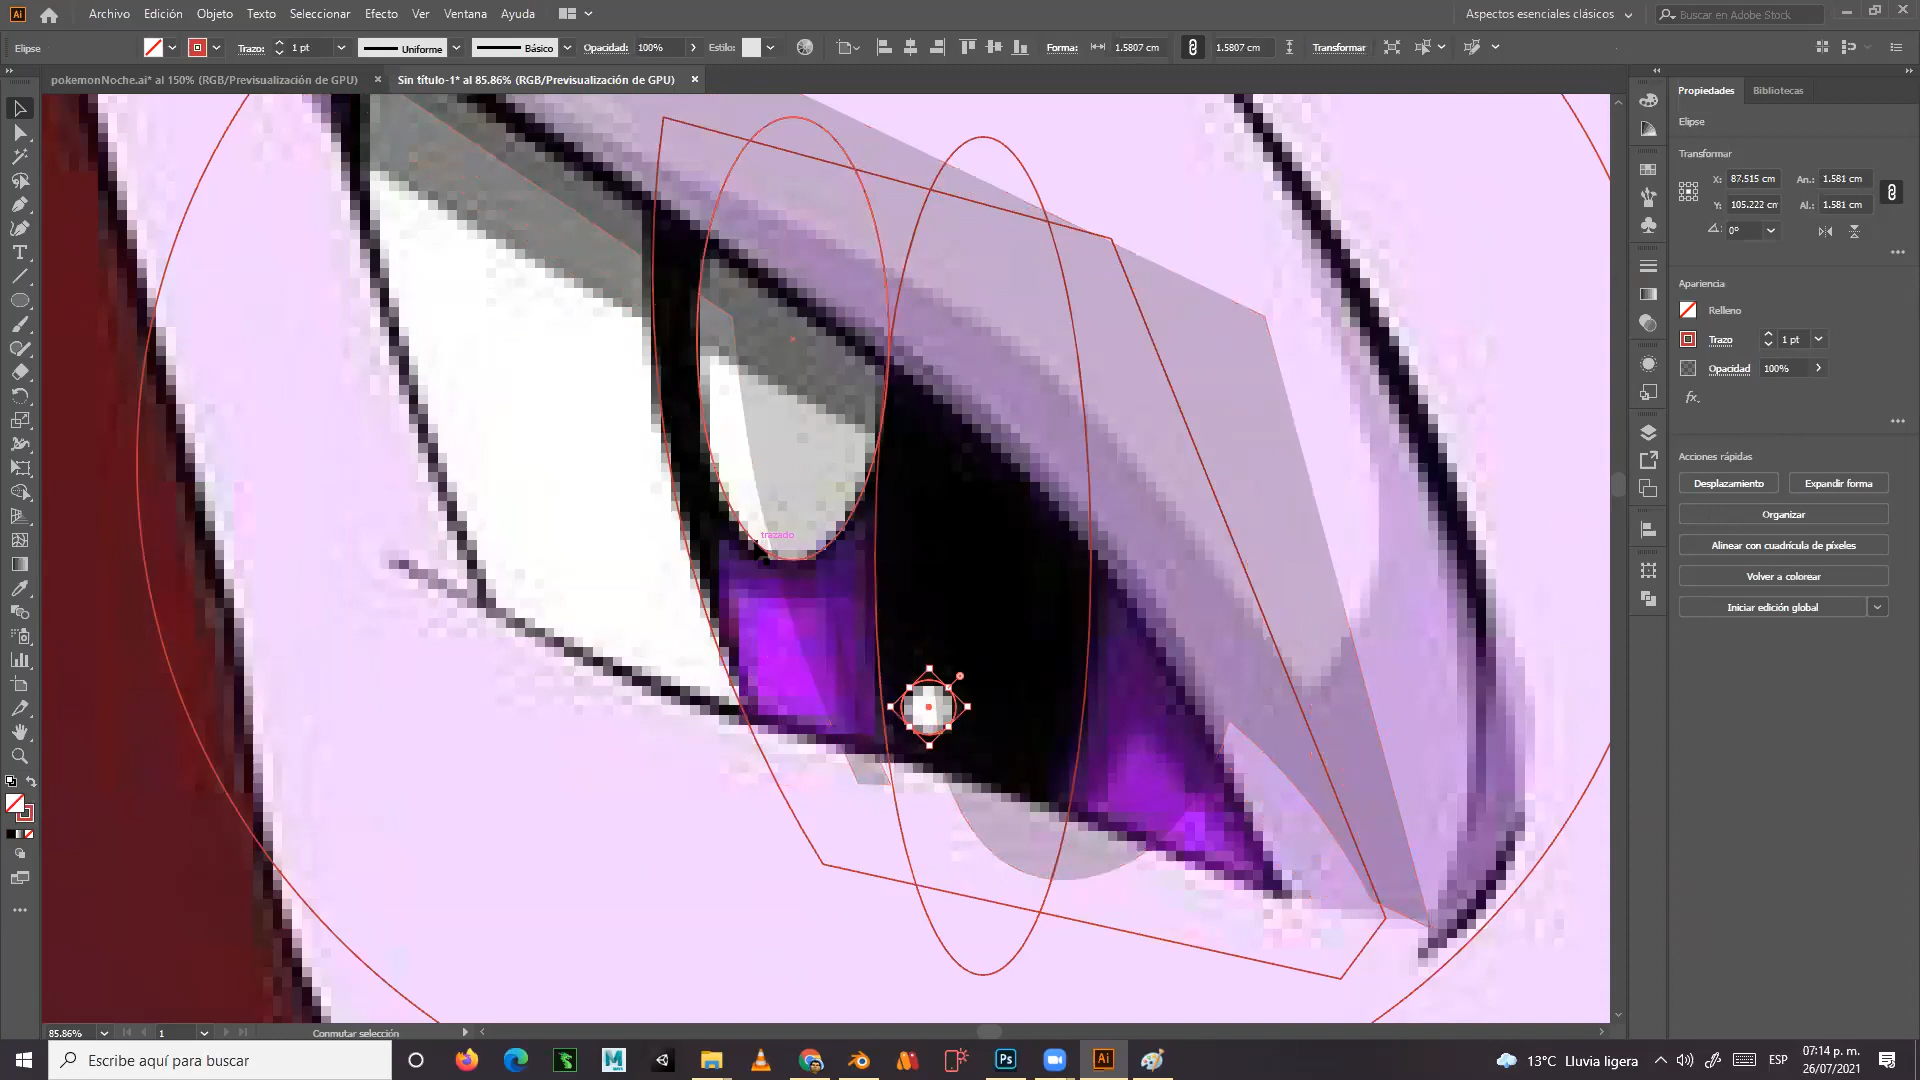 Ai Archivo Edición Objeto Texto Seleccionar Efecto Ver Ventana Ayuda Aspectos esenciales clásicos Buscar en Adobe Stock
Elipse Trazo: 1 pt Uniforme Básico Opacidad: 100% Estilo: Forma: 1.5807 cm 1.5807 cm Transformar
pokemonNoche.ai* al 150% (RGB/Previsualización de GPU) Sin título-1* al 85.86% (RGB/Previsualización de GPU)
Propiedades Bibliotecas
Elipse
Transformar
X: 87.515 cm An.: 1.581 cm
Y: 105.222 cm Al.: 1.581 cm
0°
Apariencia
Relleno
Trazo 1 pt
Opacidad 100%
fx.
Acciones rápidas
Desplazamiento Expandir forma
Organizar
Alinear con cuadrícula de píxeles
Volver a colorear
Iniciar edición global
trazado
85.86% 1 Conmutar selección
Escribe aquí para buscar Ps Ai 13°C Lluvia ligera ESP 07:14 p. m.
26/07/2021